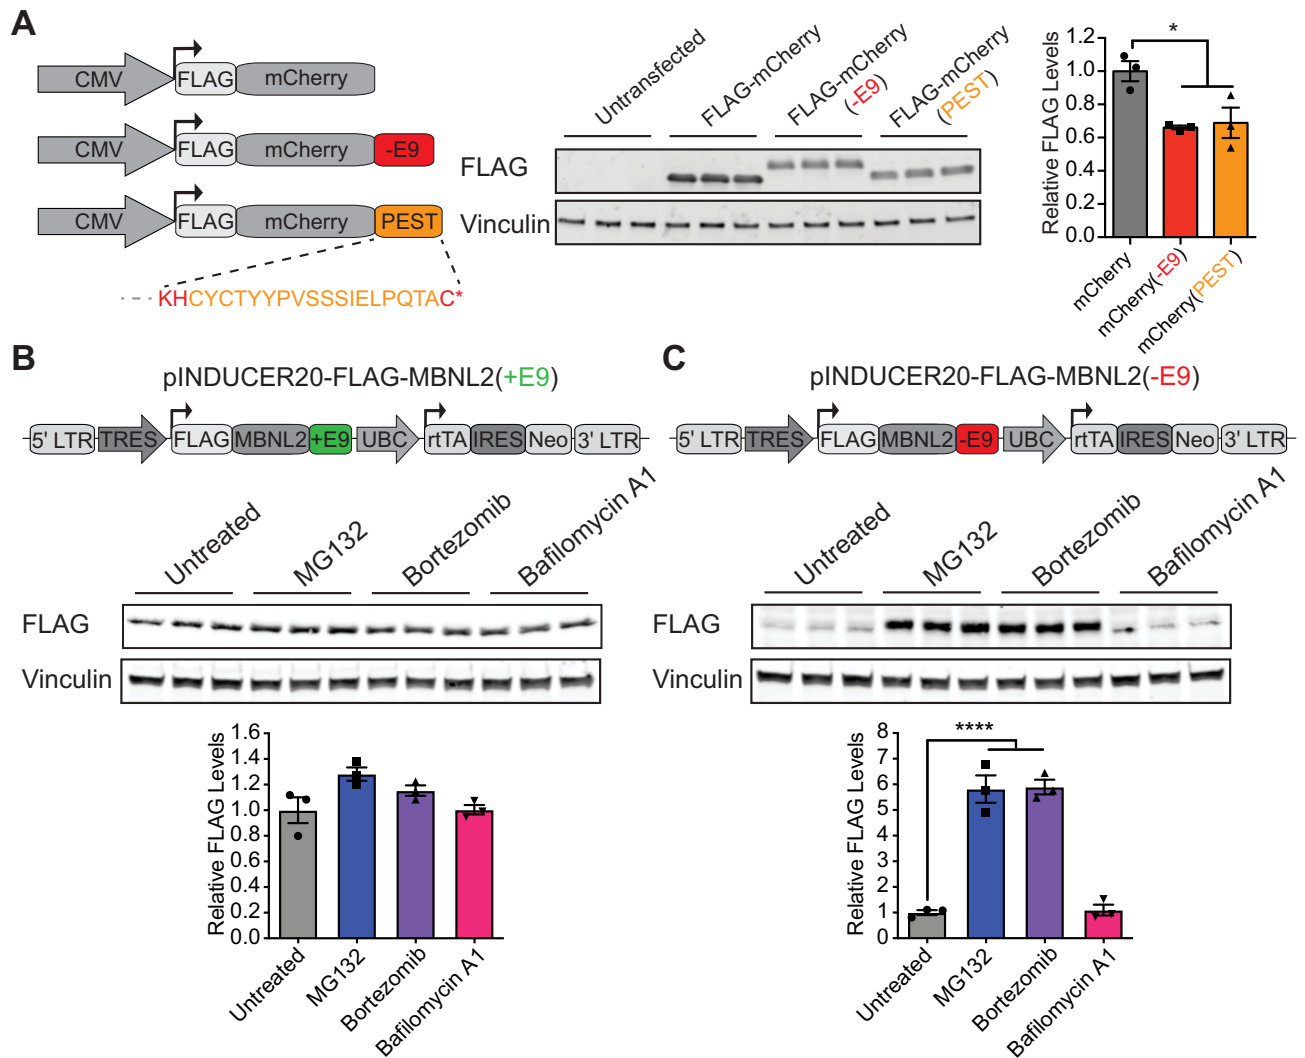 A
CMV FLAG mCherry
CMV FLAG mCherry -E9
CMV FLAG mCherry PEST
KHCYCTYYPVSSSIELPQTAC*
Untransfected
FLAG-mCherry
FLAG-mCherry
(-E9)
FLAG-mCherry
(PEST)
FLAG
Vinculin
Relative FLAG Levels
1.2
1.0
0.8
0.6
0.4
0.2
0.0
*
mCherry
mCherry(-E9)
mCherry(PEST)
B
pINDUCER20-FLAG-MBNL2(+E9)
5' LTR TRES FLAG MBNL2 +E9 UBC rtTA IRES Neo 3' LTR
Untreated
MG132
Bortezomib
Bafilomycin A1
FLAG
Vinculin
Relative FLAG Levels
1.6
1.4
1.2
1.0
0.8
0.6
0.4
0.2
0.0
Untreated
MG132
Bortezomib
Bafilomycin A1
C
pINDUCER20-FLAG-MBNL2(-E9)
5' LTR TRES FLAG MBNL2 -E9 UBC rtTA IRES Neo 3' LTR
Untreated
MG132
Bortezomib
Bafilomycin A1
FLAG
Vinculin
Relative FLAG Levels
8
7
6
5
4
3
2
1
0
****
Untreated
MG132
Bortezomib
Bafilomycin A1